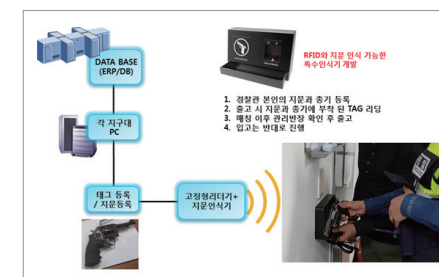 DATA BASE
(ERP/DB)
RFID와 지문 인식 가능한
특수인식기 개발
1. 경찰관 본인의 지문과 총기 등록
2. 출고 시 지문과 총기에 부착 된 TAG 리딩
3. 매칭 이후 관리반장 확인 후 출고
4. 입고는 반대로 진행
각 지구대
PC
태그 등록
/ 지문등록
고정형리더기+
지문인식기